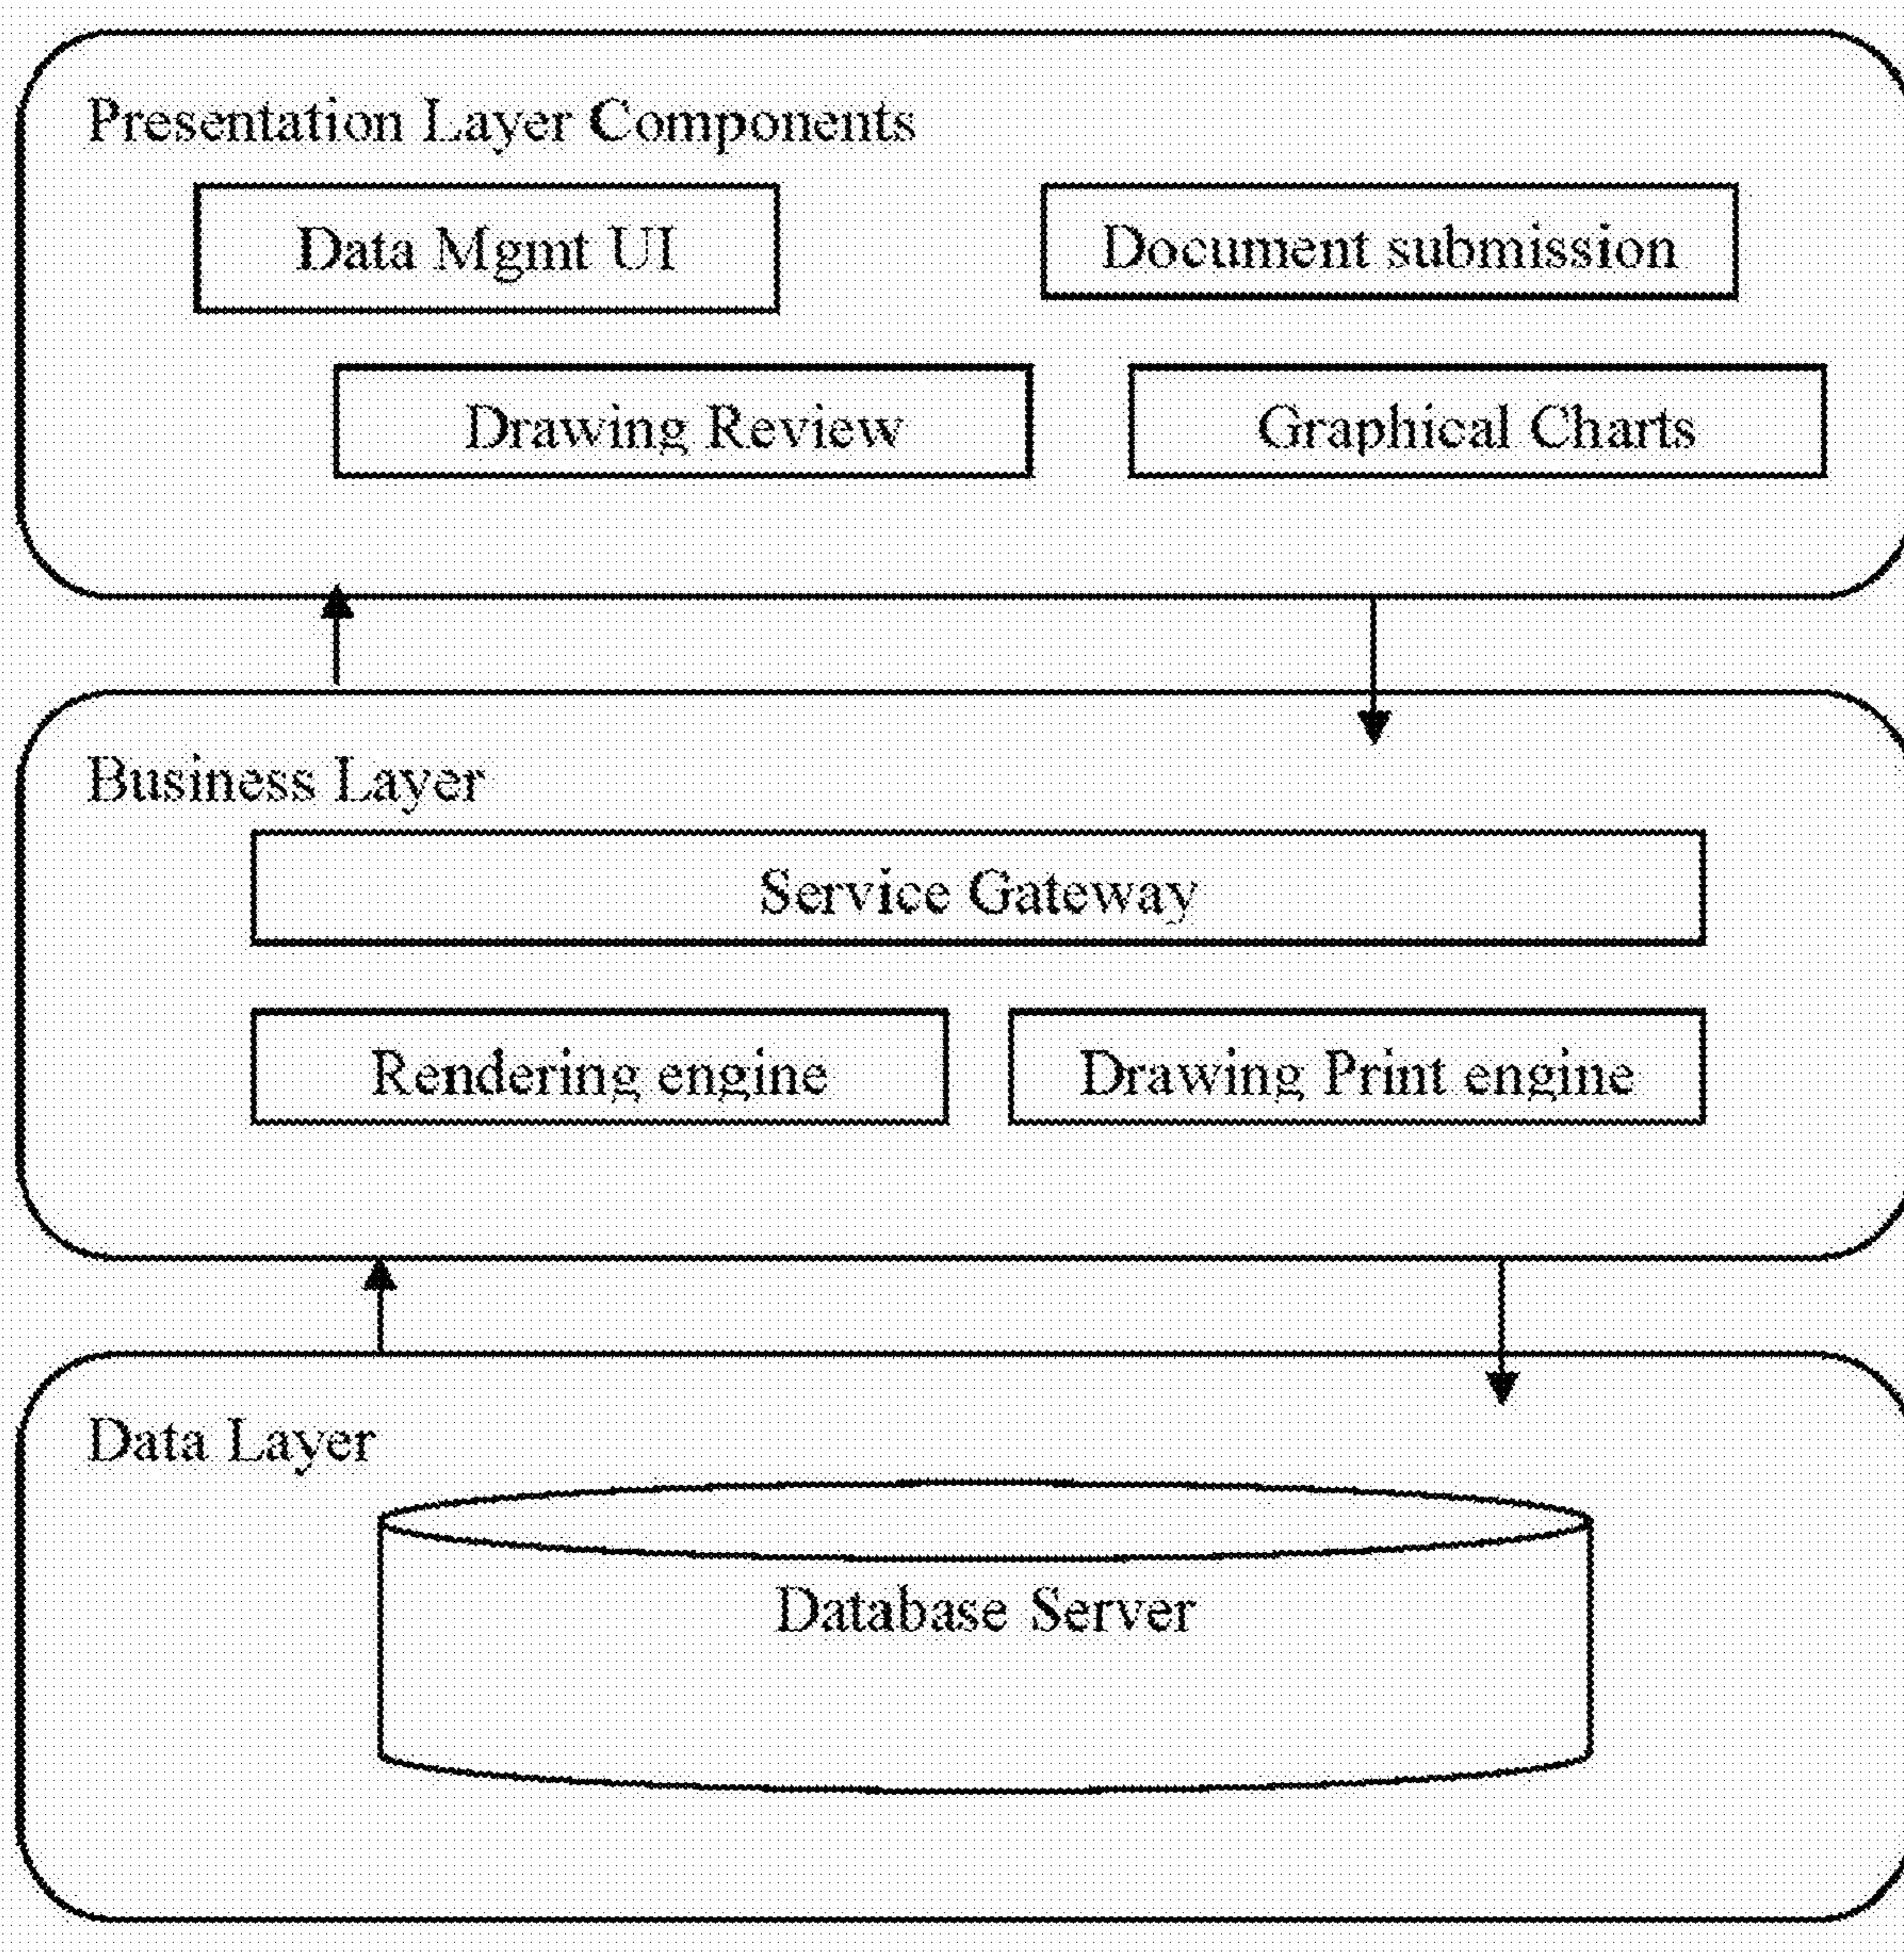 Presentation Layer Components
Data Mgmt UI
Document submission
Drawing Review
Graphical Charts
Business Layer
Service Gateway
Rendering engine
Drawing Print engine
Data Layer
Database Server